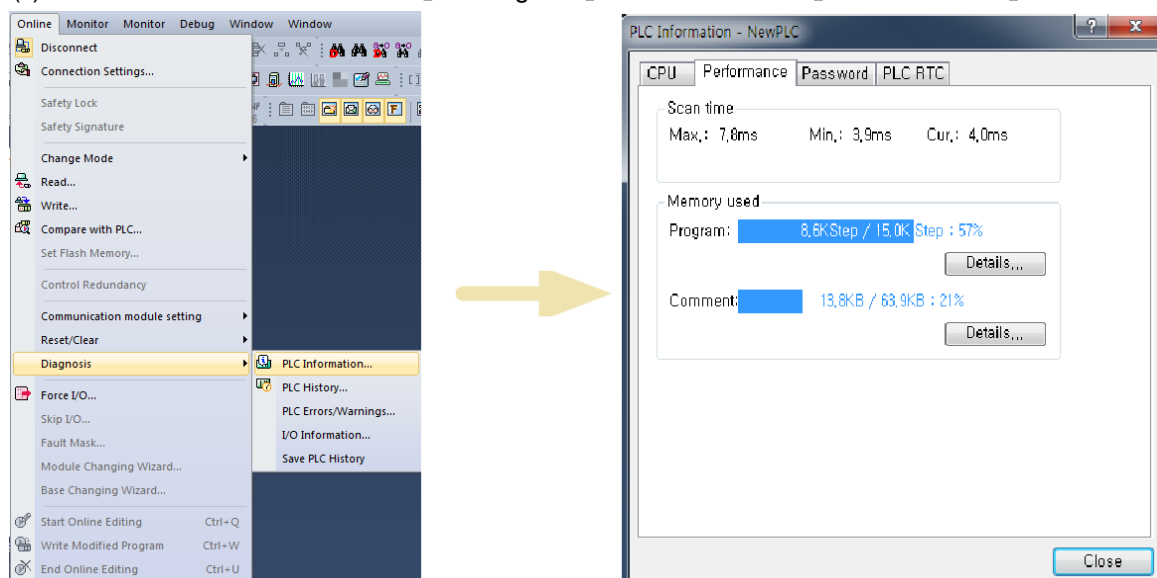 Online Monitor Monitor Debug Window Window
Disconnect
Connection Settings...
Safety Lock
Safety Signature
Change Mode
Read...
Write...
Compare with PLC...
Set Flash Memory...
Control Redundancy
Communication module setting
Reset/Clear
Diagnosis
Force I/O...
Skip I/O...
Fault Mask...
Module Changing Wizard...
Base Changing Wizard...
Start Online Editing Ctrl+Q
Write Modified Program Ctrl+W
End Online Editing Ctrl+U
PLC Information...
PLC History...
PLC Errors/Warnings...
I/O Information...
Save PLC History
PLC Information - NewPLC
CPU Performance Password PLC RTC
Scan time
Max.: 7.8ms Min.: 3.9ms Cur.: 4.0ms
Memory used
Program: 8.6KStep / 15.0K Step : 57%
Details...
Comment: 13.8KB / 63.9KB : 21%
Details...
Close